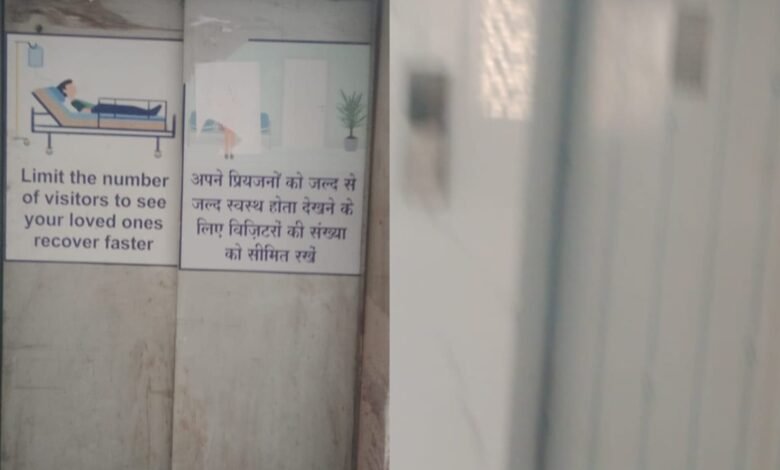 Limit the number
of visitors to see
your loved ones
recover faster
अपने प्रियजनों को जल्द से
जल्द स्वस्थ होता देखने के
लिए विज़िटरों की संख्या
को सीमित रखें